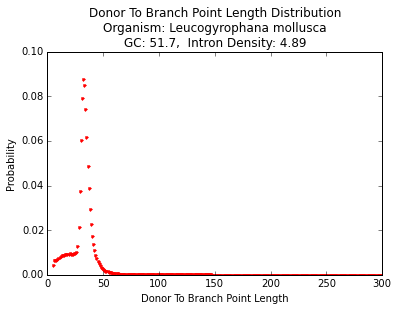 Donor To Branch Point Length Distribution
Organism: Leucogyrophana mollusca
GC: 51.7,  Intron Density: 4.89
0.10
0.08
0.06
0.04
0.02
0.00
Probability
0 50 100 150 200 250 300
Donor To Branch Point Length